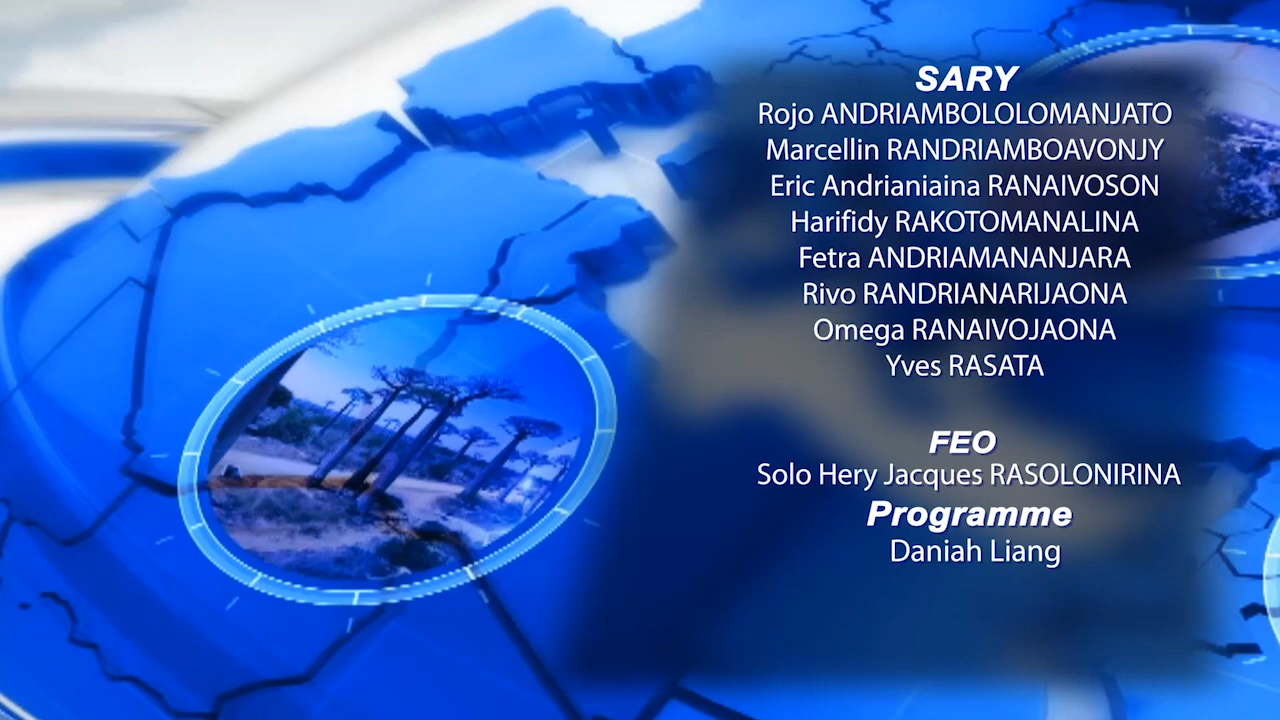 SARY
Rojo ANDRIAMBOLOLOMANJATO
Marcellin RANDRIAMBOAVONJY
Eric Andrianiaina RANAIVOSON
Harifidy RAKOTOMANALINA
Fetra ANDRIAMANANJARA
Rivo RANDRIANARIJAONA
Omega RANAIVOJAONA
Yves RASATA
FEO
Solo Hery Jacques RASOLONIRINA
Programme
Daniah Liang